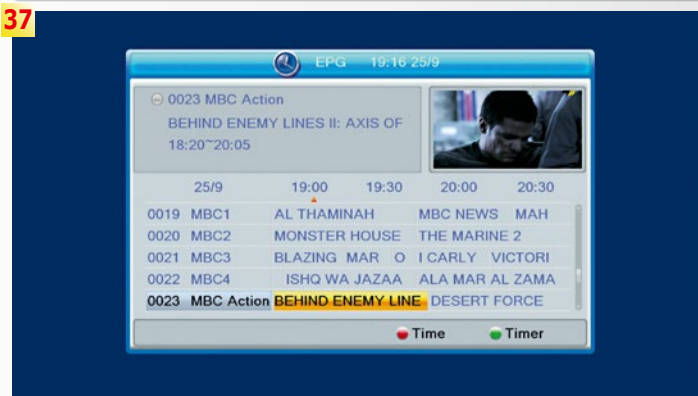 37
EPG 19:16 25/9
0023 MBC Action
BEHIND ENEMY LINES II: AXIS OF
18:20~20:05
25/9 19:00 19:30 20:00 20:30
0019 MBC1 AL THAMINAH MBC NEWS MAH
0020 MBC2 MONSTER HOUSE THE MARINE 2
0021 MBC3 BLAZING MAR O I CARLY VICTORI
0022 MBC4 ISHQ WA JAZAA ALA MAR AL ZAMA
0023 MBC Action BEHIND ENEMY LINE DESERT FORCE
Time Timer